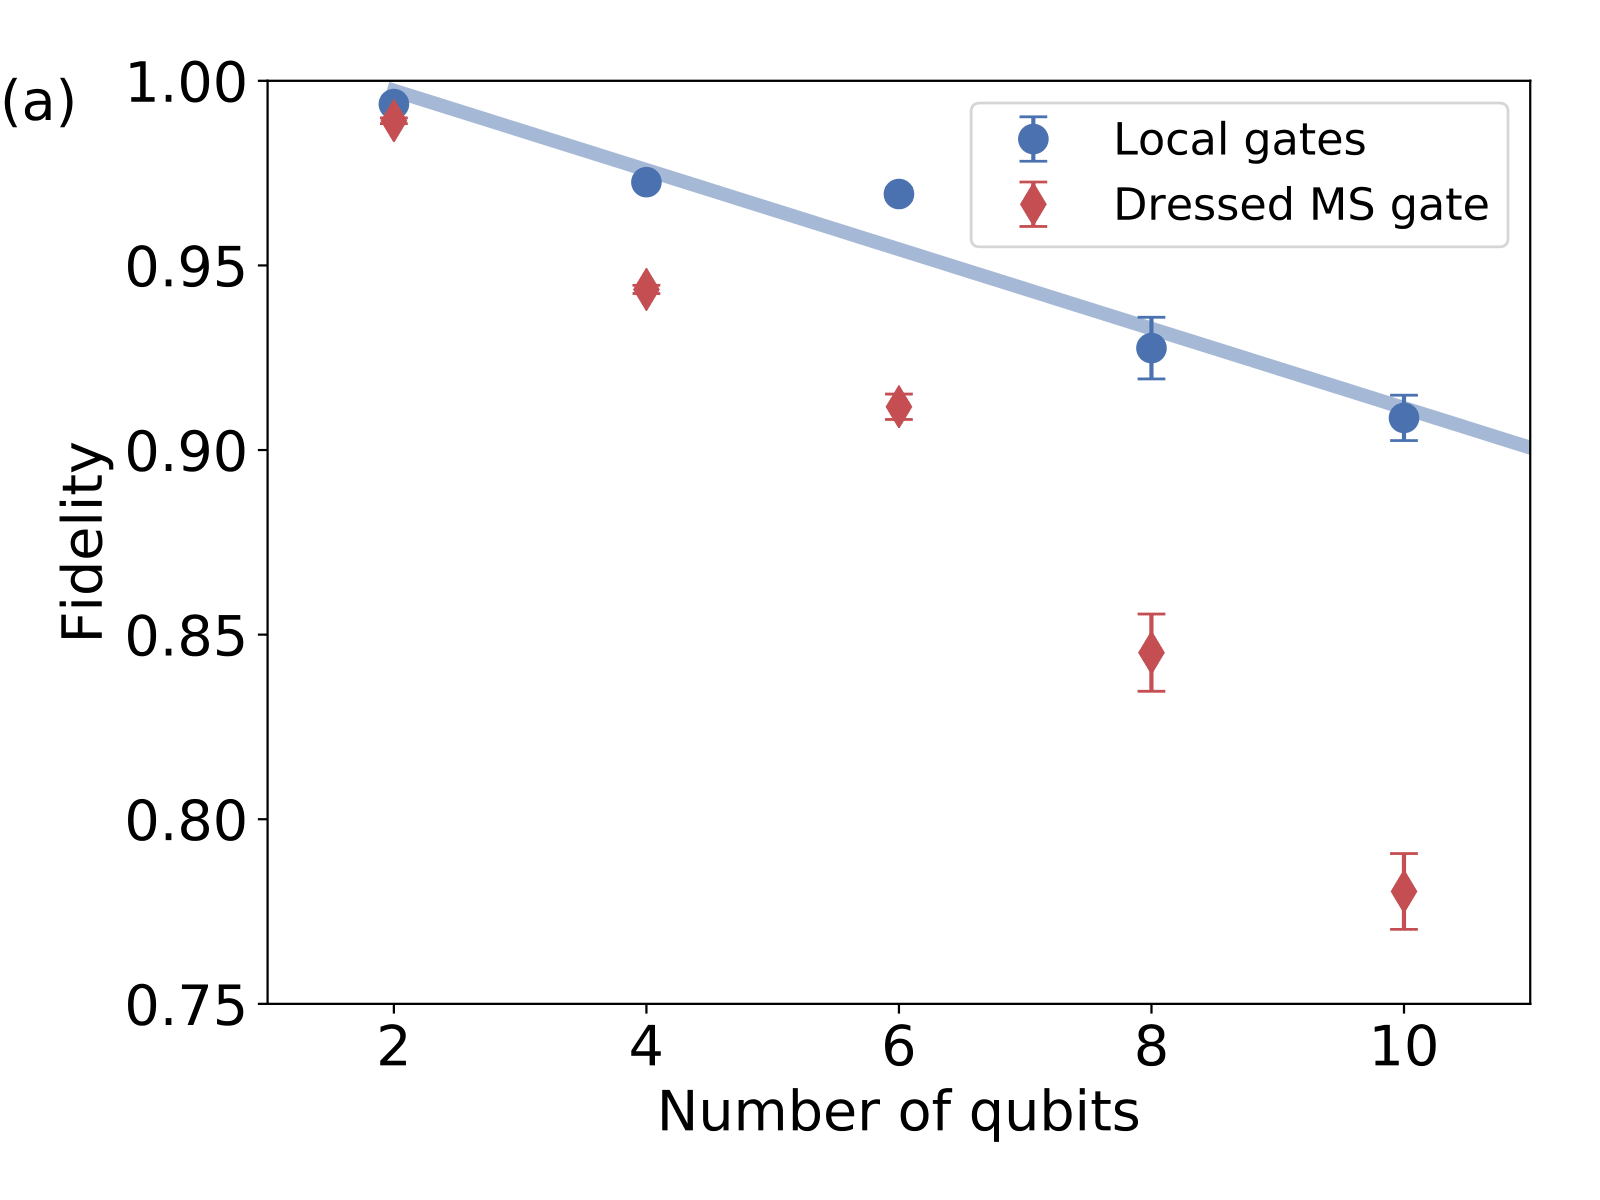 (a)
1.00
0.95
0.90
0.85
0.80
0.75
Fidelity
Local gates
Dressed MS gate
2 4 6 8 10
Number of qubits